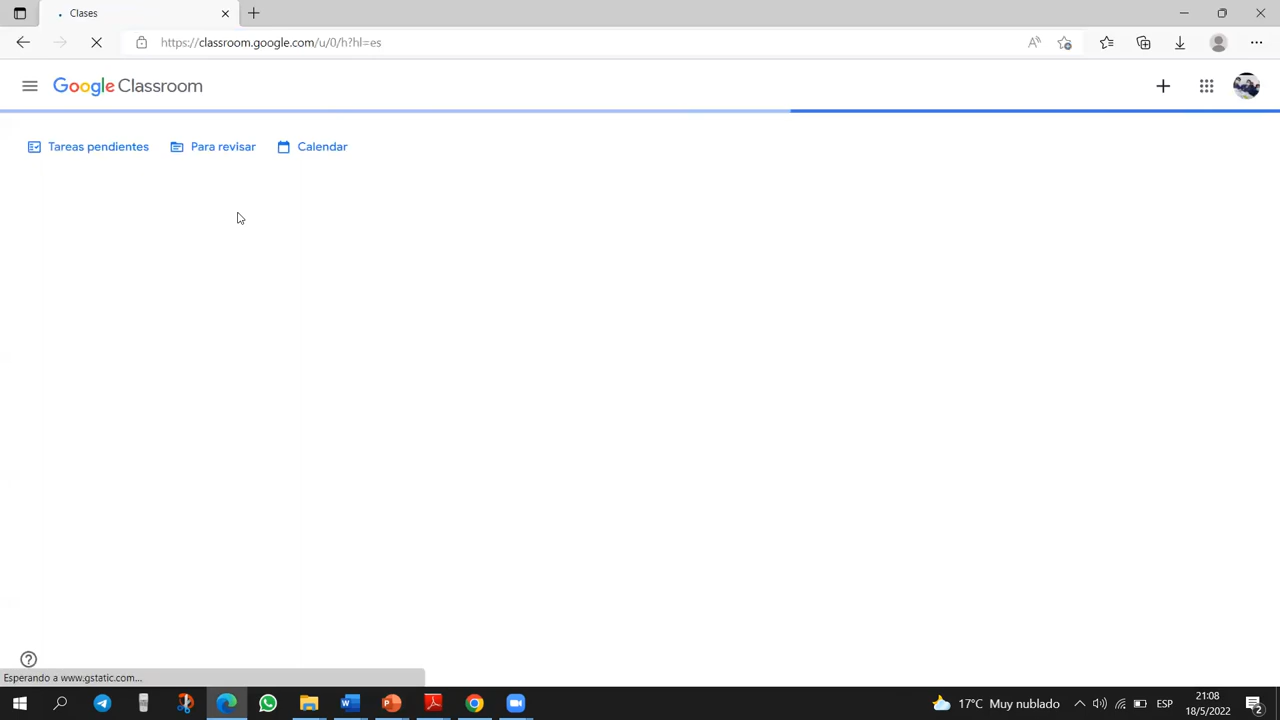 Clases
https://classroom.google.com/u/0/h?hl=es
Google Classroom
Tareas pendientes
Para revisar
Calendar
Esperando a www.gstatic.com...
17°C Muy nublado
ESP
21:08
18/5/2022
2